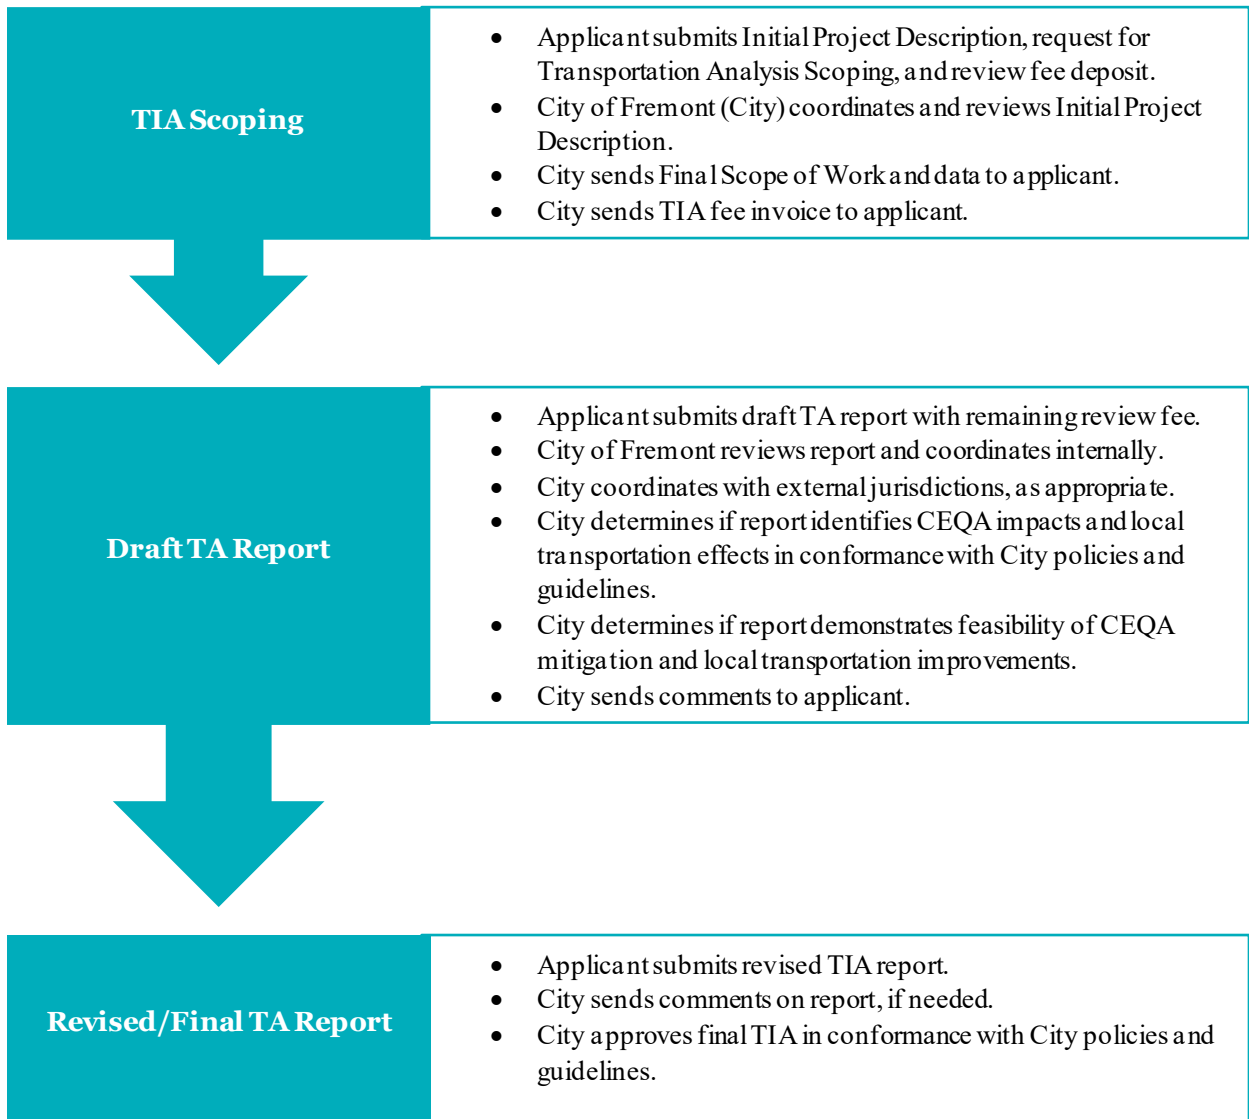 TIA Scoping
• Applicant submits Initial Project Description, request for
Transportation Analysis Scoping, and review fee deposit.
• City of Fremont (City) coordinates and reviews Initial Project
Description.
• City sends Final Scope of Work and data to applicant.
• City sends TIA fee invoice to applicant.
Draft TA Report
• Applicant submits draft TA report with remaining review fee.
• City of Fremont reviews report and coordinates internally.
• City coordinates with external jurisdictions, as appropriate.
• City determines if report identifies CEQA impacts and local
transportation effects in conformance with City policies and
guidelines.
• City determines if report demonstrates feasibility of CEQA
mitigation and local transportation improvements.
• City sends comments to applicant.
Revised/Final TA Report
• Applicant submits revised TIA report.
• City sends comments on report, if needed.
• City approves final TIA in conformance with City policies and
guidelines.